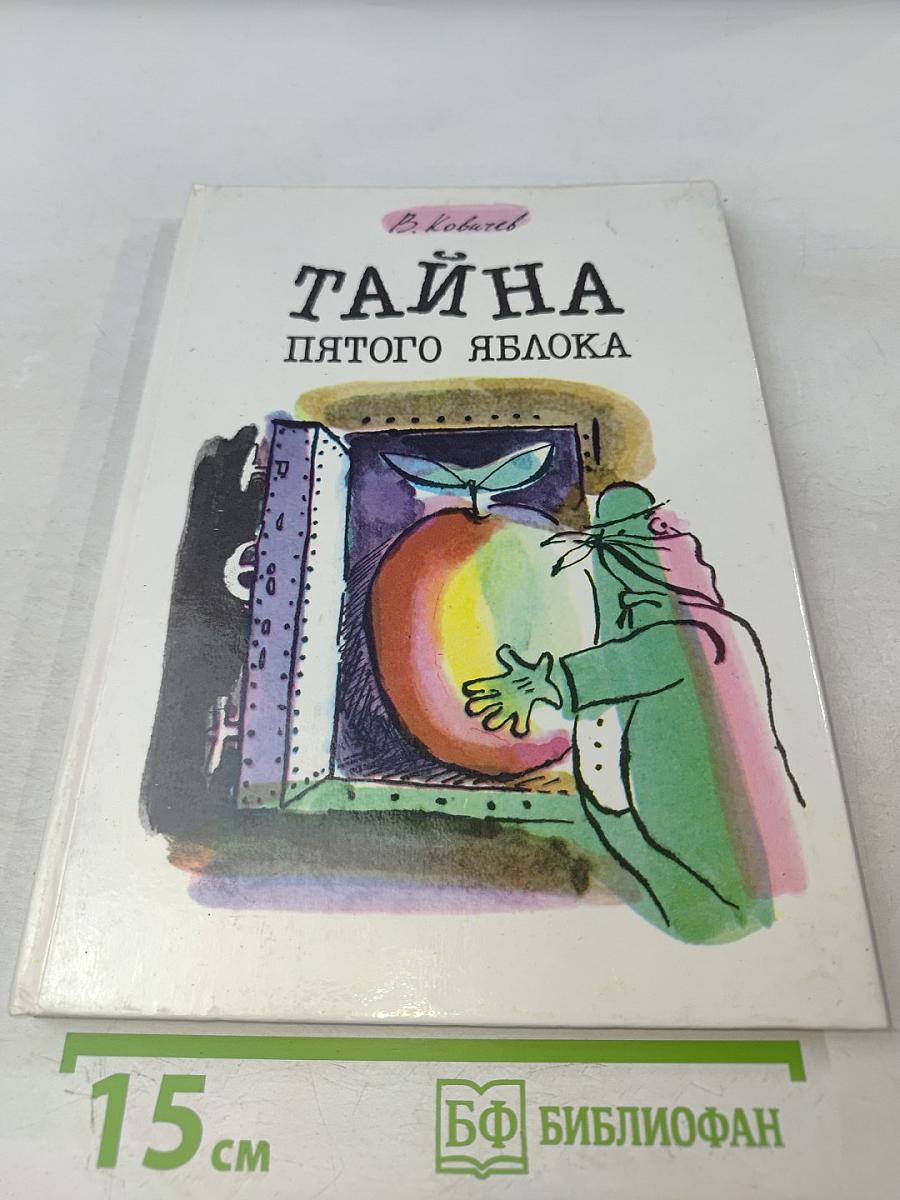 В. Ковичев
ТАЙНА
ПЯТОГО ЯБЛОКА
15 см
БФ БИБЛИОФАН